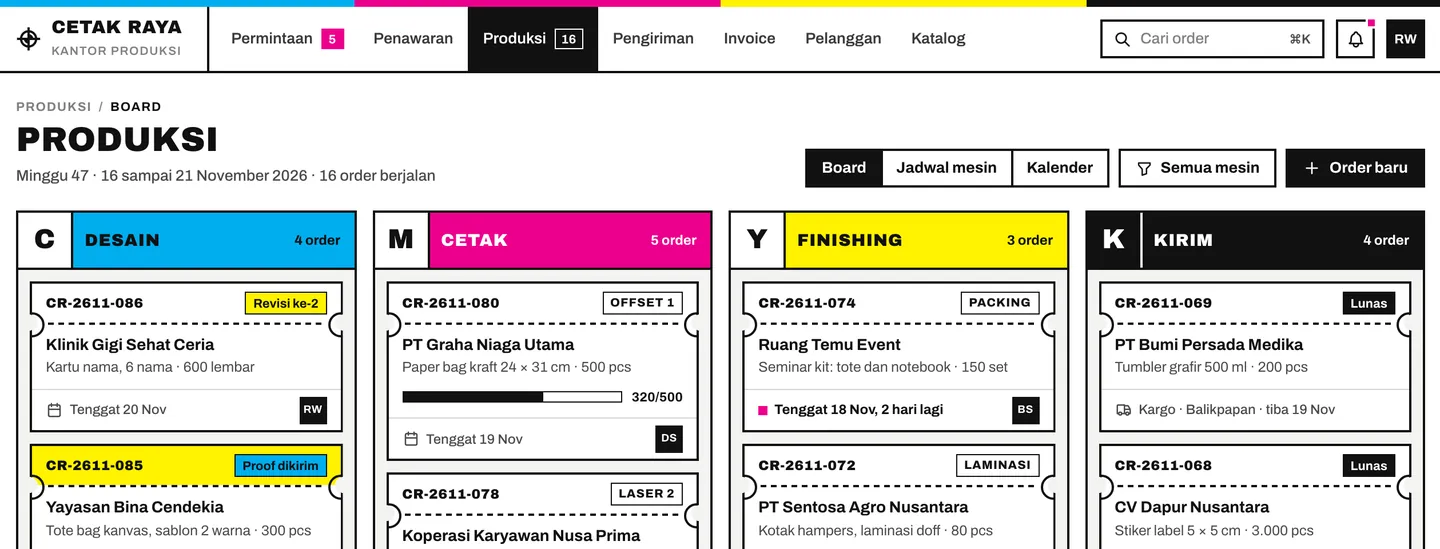 CETAK RAYA
KANTOR PRODUKSI
Permintaan 5
Penawaran
Produksi 16
Pengiriman
Invoice
Pelanggan
Katalog
Cari order ⌘K
RW
PRODUKSI / BOARD
PRODUKSI
Minggu 47 · 16 sampai 21 November 2026 · 16 order berjalan
Board
Jadwal mesin
Kalender
Semua mesin
+ Order baru
C DESAIN 4 order
CR-2611-086 Revisi ke-2
Klinik Gigi Sehat Ceria
Kartu nama, 6 nama · 600 lembar
Tenggat 20 Nov RW
CR-2611-085 Proof dikirim
Yayasan Bina Cendekia
Tote bag kanvas, sablon 2 warna · 300 pcs
M CETAK 5 order
CR-2611-080 OFFSET 1
PT Graha Niaga Utama
Paper bag kraft 24 × 31 cm · 500 pcs
320/500
Tenggat 19 Nov DS
CR-2611-078 LASER 2
Koperasi Karyawan Nusa Prima
Y FINISHING 3 order
CR-2611-074 PACKING
Ruang Temu Event
Seminar kit: tote dan notebook · 150 set
Tenggat 18 Nov, 2 hari lagi BS
CR-2611-072 LAMINASI
PT Sentosa Agro Nusantara
Kotak hampers, laminasi doff · 80 pcs
K KIRIM 4 order
CR-2611-069 Lunas
PT Bumi Persada Medika
Tumbler grafir 500 ml · 200 pcs
Kargo · Balikpapan · tiba 19 Nov
CR-2611-068 Lunas
CV Dapur Nusantara
Stiker label 5 × 5 cm · 3.000 pcs